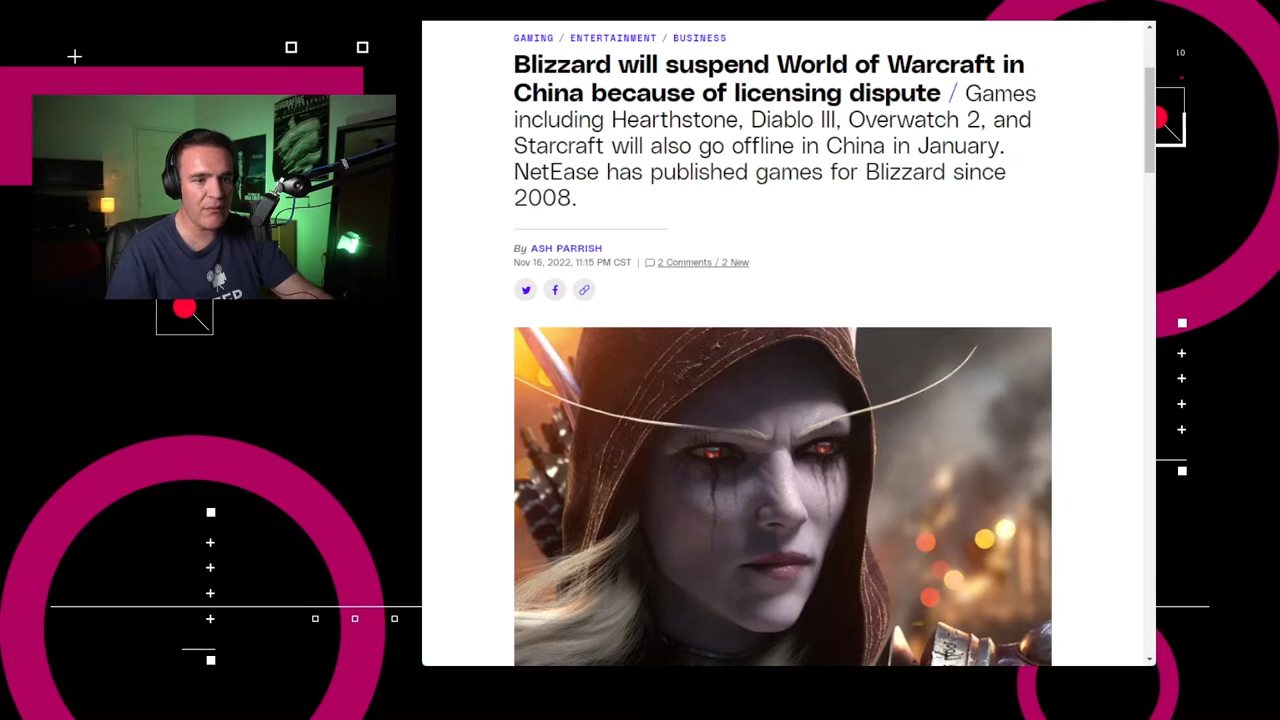 GAMING / ENTERTAINMENT / BUSINESS
Blizzard will suspend World of Warcraft in
China because of licensing dispute / Games
including Hearthstone, Diablo III, Overwatch 2, and
Starcraft will also go offline in China in January.
NetEase has published games for Blizzard since
2008.
By ASH PARRISH
Nov 16, 2022, 11:15 PM CST | 2 Comments / 2 New